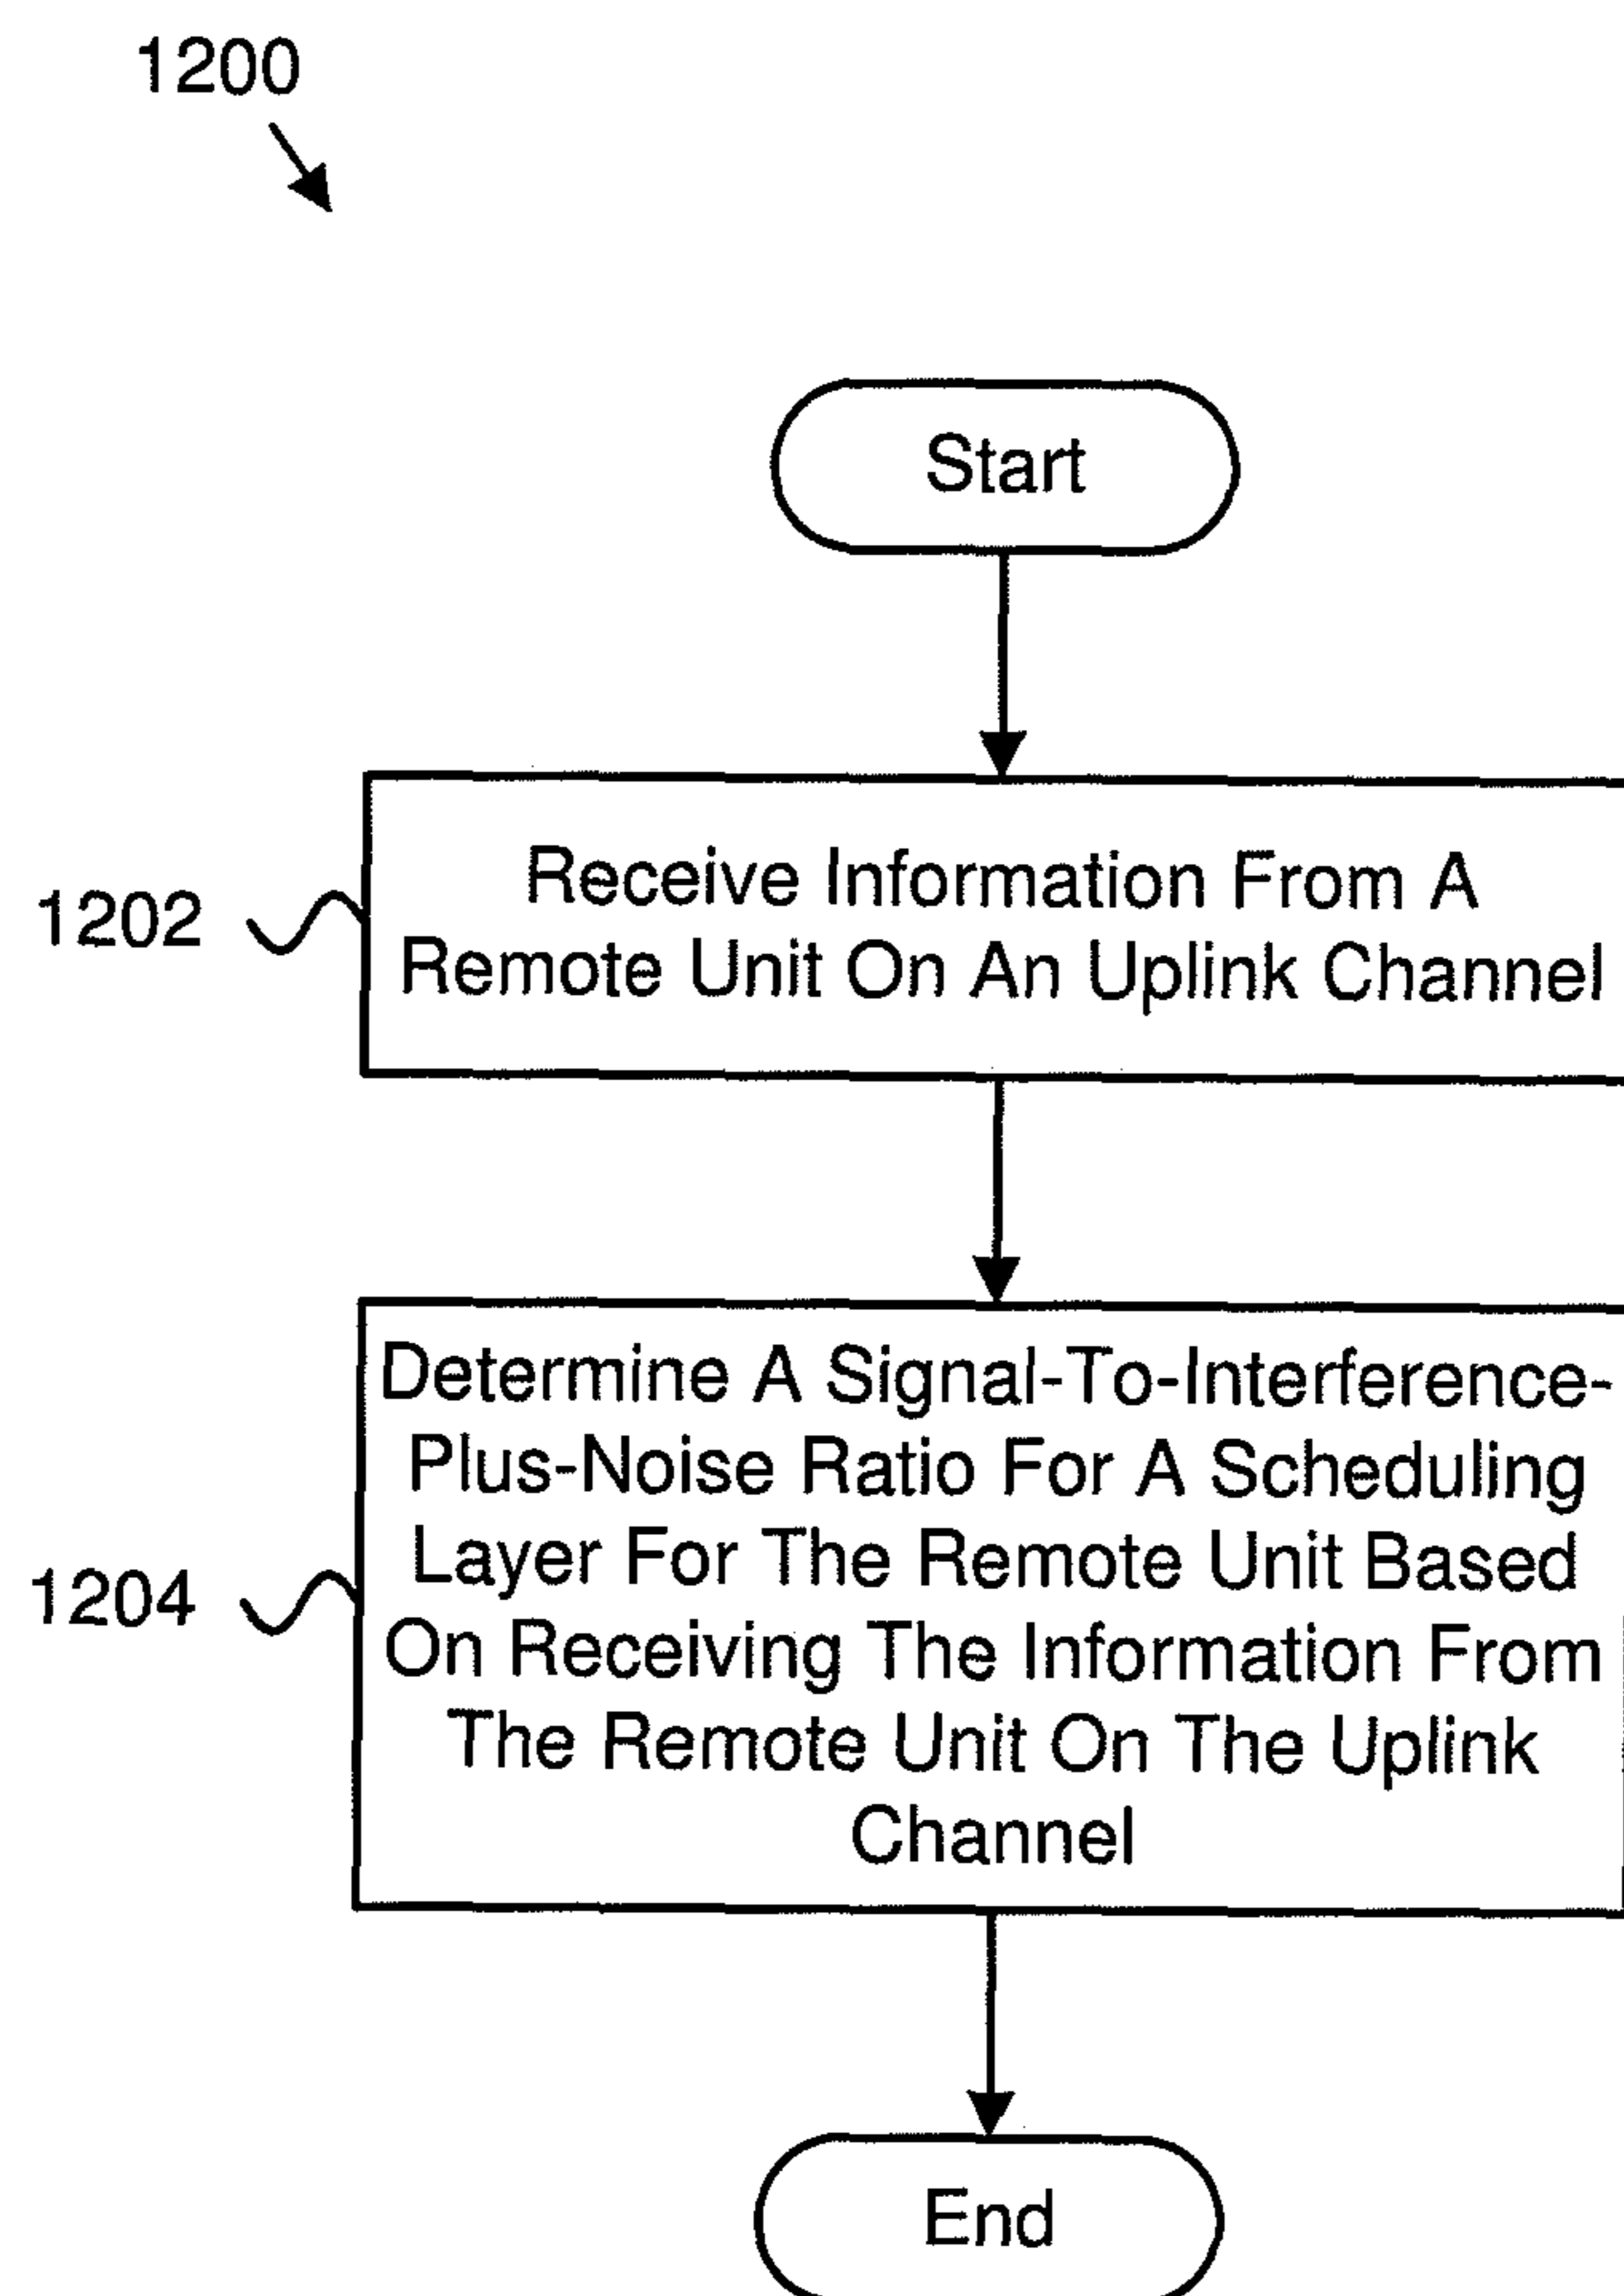 1200
Start
1202
Receive Information From A
Remote Unit On An Uplink Channel
1204
Determine A Signal-To-Interference-
Plus-Noise Ratio For A Scheduling
Layer For The Remote Unit Based
On Receiving The Information From
The Remote Unit On The Uplink
Channel
End